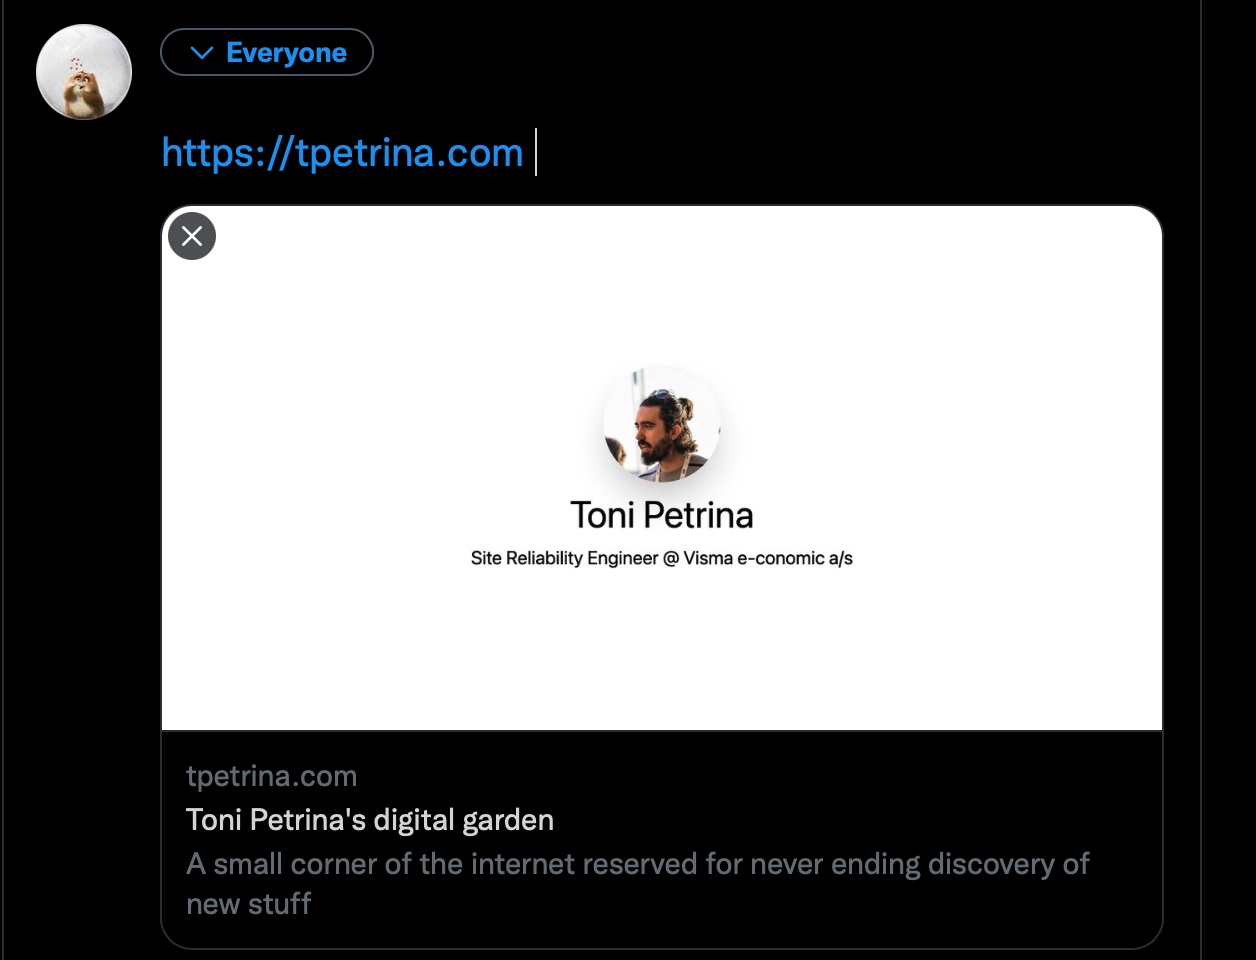 Everyone
https://tpetrina.com
Toni Petrina
Site Reliability Engineer @ Visma e-conomic a/s
tpetrina.com
Toni Petrina's digital garden
A small corner of the internet reserved for never ending discovery of
new stuff